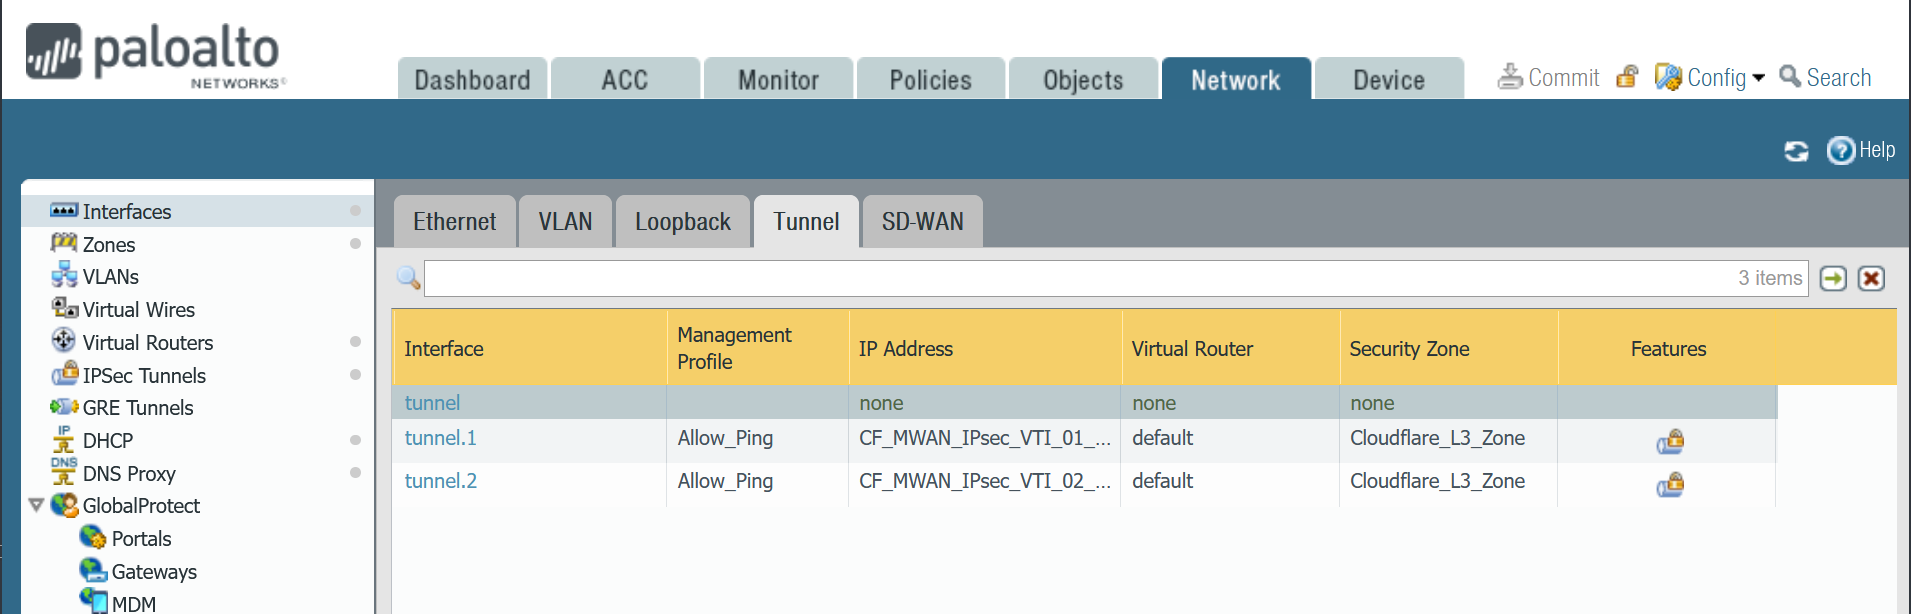 paloalto
NETWORKS®
Dashboard ACC Monitor Policies Objects Network Device Commit Config Search
Help
Interfaces
Zones
VLANs
Virtual Wires
Virtual Routers
IPSec Tunnels
GRE Tunnels
IP DHCP
DNS DNS Proxy
GlobalProtect
Portals
Gateways
MDM
Ethernet VLAN Loopback Tunnel SD-WAN
3 items
Interface Management Profile IP Address Virtual Router Security Zone Features
tunnel none none none
tunnel.1 Allow_Ping CF_MWAN_IPsec_VTI_01_... default Cloudflare_L3_Zone
tunnel.2 Allow_Ping CF_MWAN_IPsec_VTI_02_... default Cloudflare_L3_Zone